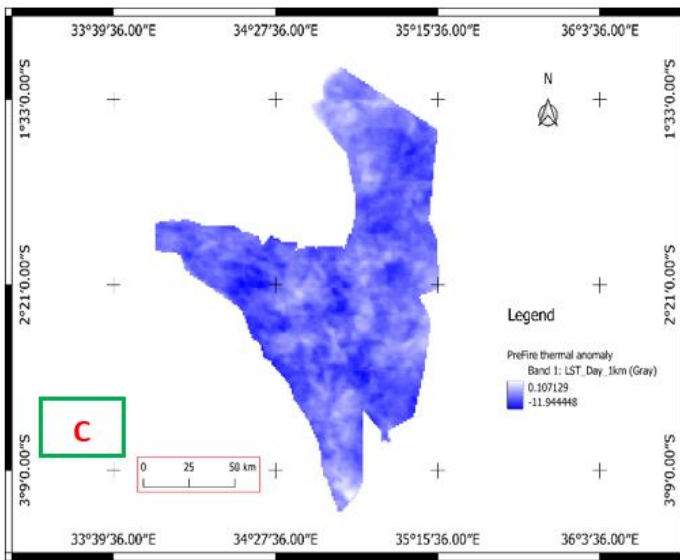 33°39'36.00"E 34°27'36.00"E 35°15'36.00"E 36°3'36.00"E
N
1°33'0.00"S 1°33'0.00"S
2°21'0.00"S 2°21'0.00"S
Legend
PreFire thermal anomaly
Band 1: LST_Day_1km (Gray)
0.107129
-11.944448
C
0 25 50 km
3°9'0.00"S 3°9'0.00"S
33°39'36.00"E 34°27'36.00"E 35°15'36.00"E 36°3'36.00"E